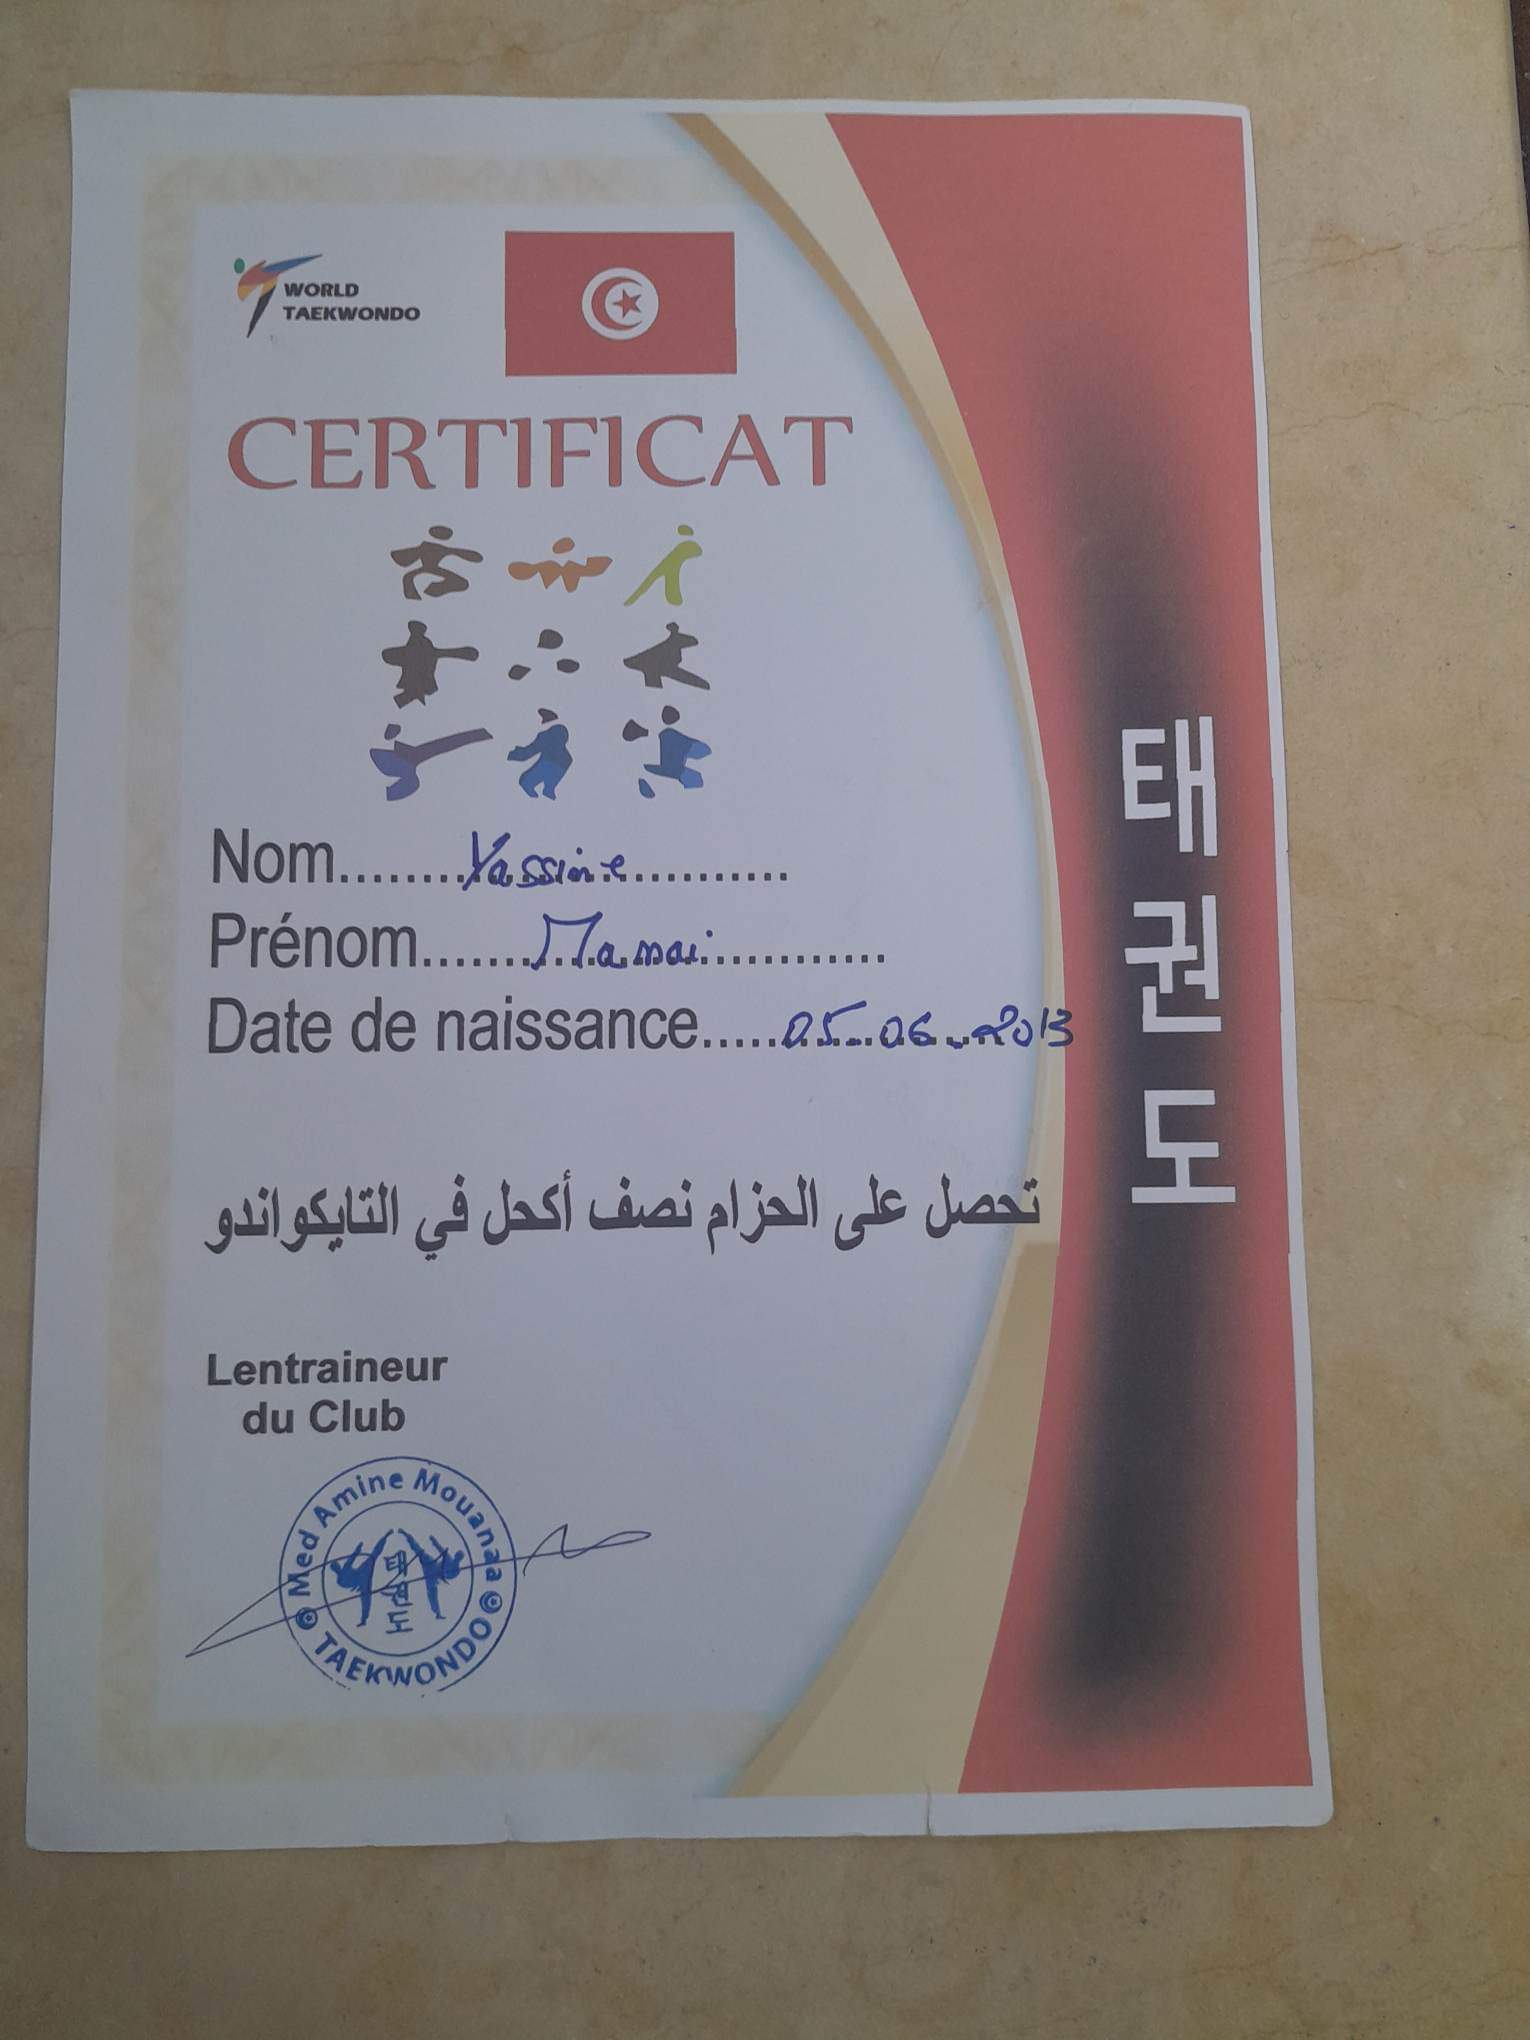 WORLD
TAEKWONDO
CERTIFICAT
Nom........Yassine...........
Prénom.......Mamai............
Date de naissance......05-06-2013
تحصل على الحزام نصف أكحل في التايكواندو
Lentraineur
du Club
Med Amine Mouanaa
TAEKWONDO
태권도
태
권
도